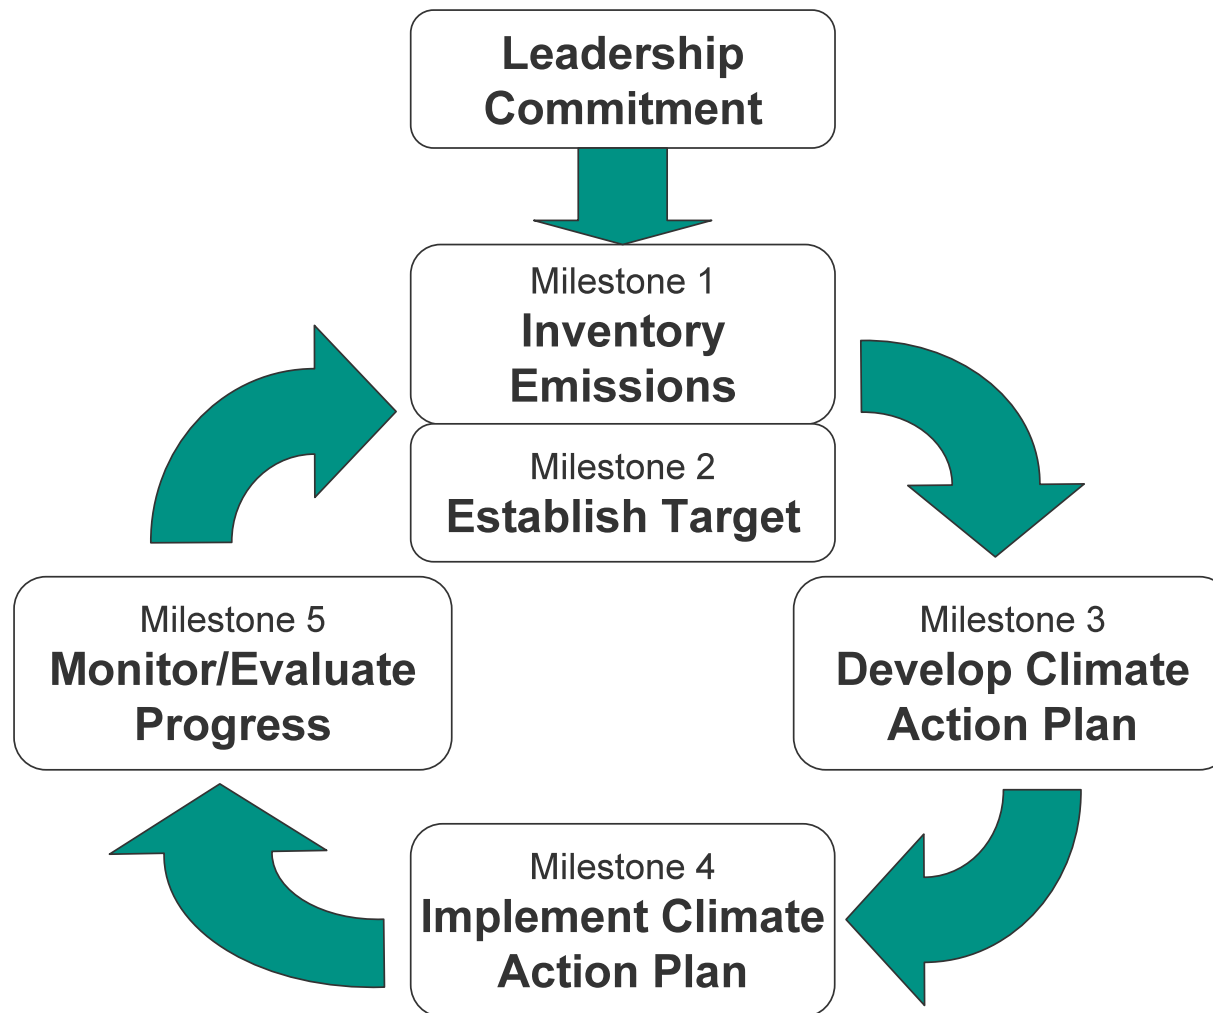 Leadership
Commitment
Milestone 1
Inventory
Emissions
Milestone 2
Establish Target
Milestone 3
Develop Climate
Action Plan
Milestone 4
Implement Climate
Action Plan
Milestone 5
Monitor/Evaluate
Progress